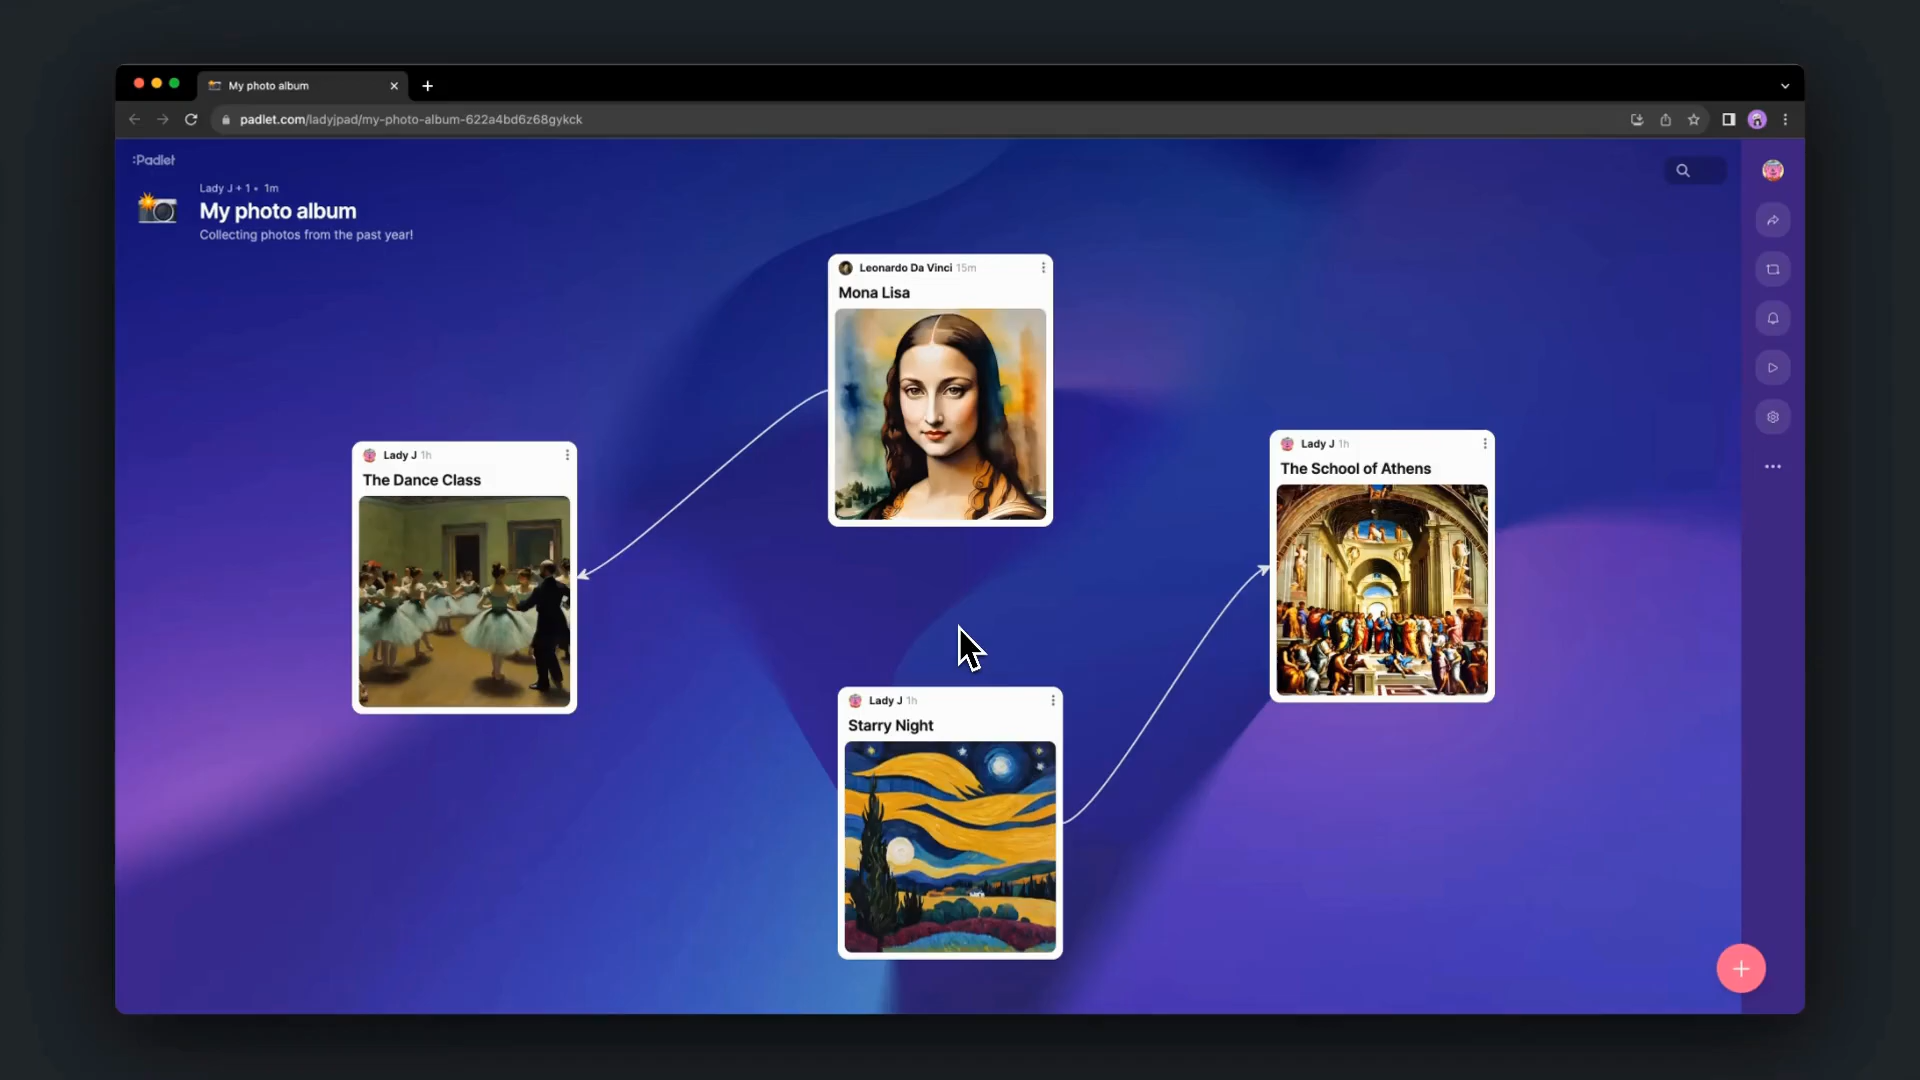 My photo album
padlet.com/ladyjpad/my-photo-album-622a4bd6z68gykck
:Padlet
Lady J + 1 • 1m
My photo album
Collecting photos from the past year!
Leonardo Da Vinci 15m
Mona Lisa
Lady J 1h
The Dance Class
Lady J 1h
The School of Athens
Lady J 1h
Starry Night